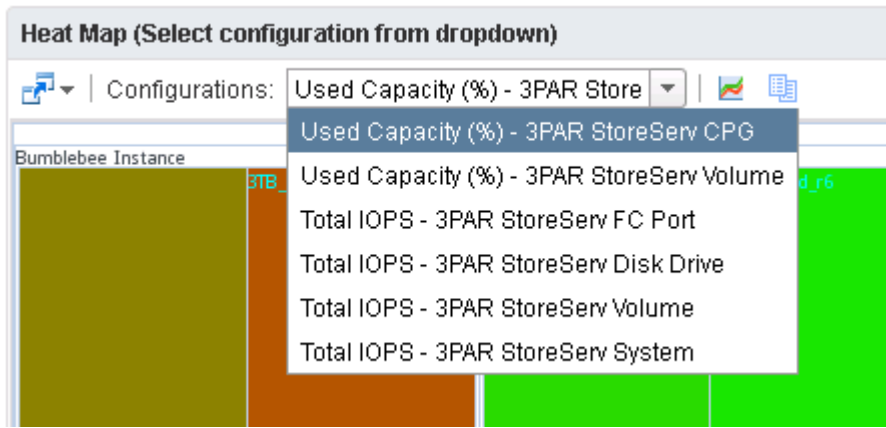 Heat Map (Select configuration from dropdown)
Configurations: Used Capacity (%) - 3PAR Store
Used Capacity (%) - 3PAR StoreServ CPG
Bumblebee Instance
3TB_
Used Capacity (%) - 3PAR StoreServ Volume
d_r6
Total IOPS - 3PAR StoreServ FC Port
Total IOPS - 3PAR StoreServ Disk Drive
Total IOPS - 3PAR StoreServ Volume
Total IOPS - 3PAR StoreServ System